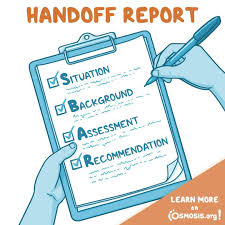 HANDOFF REPORT
SITUATION
BACKGROUND
ASSESSMENT
RECOMMENDATION
LEARN MORE
on
OSMOSIS.org!